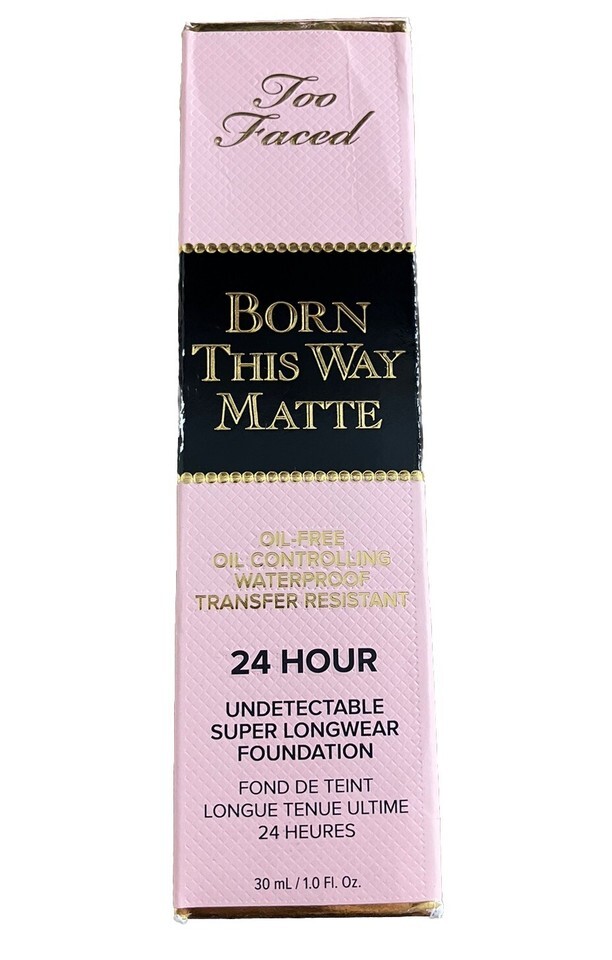 Too
Faced
BORN
THIS WAY
MATTE
OIL-FREE
OIL CONTROLLING
WATERPROOF
TRANSFER RESISTANT
24 HOUR
UNDETECTABLE
SUPER LONGWEAR
FOUNDATION
FOND DE TEINT
LONGUE TENUE ULTIME
24 HEURES
30 mL / 1.0 Fl. Oz.